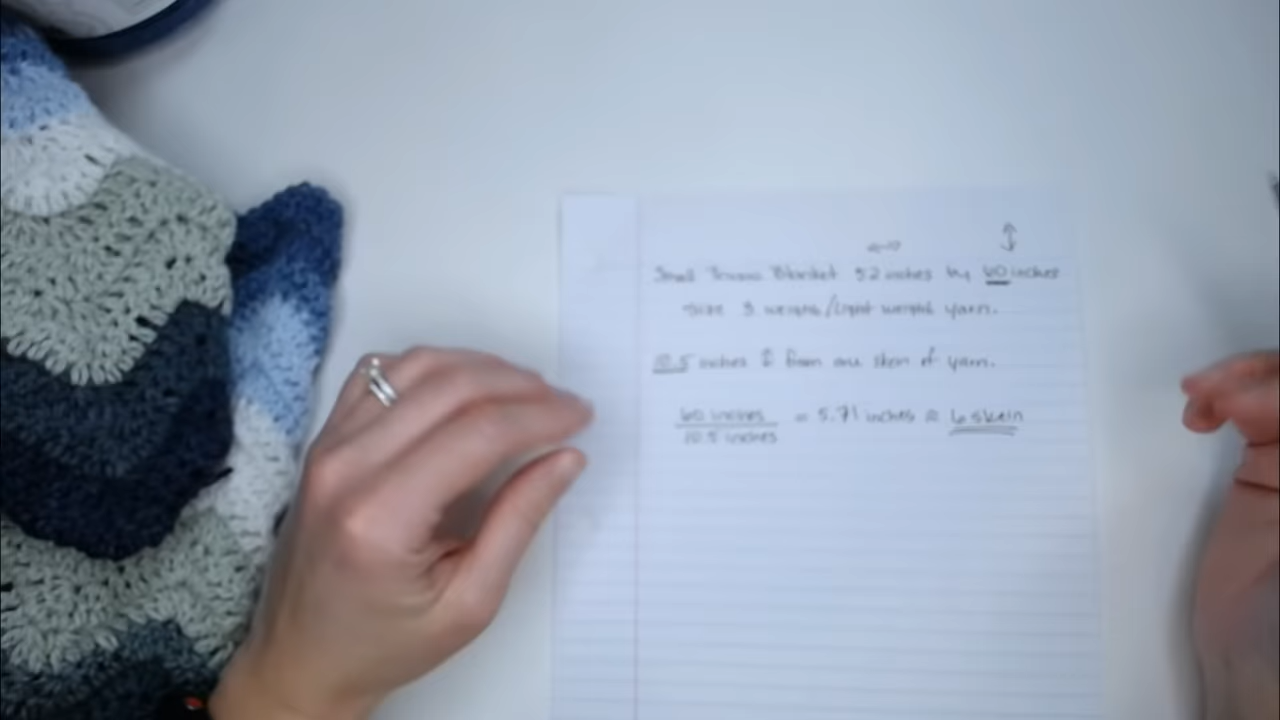 Small Throw Blanket 52 inches by 60 inches
Size 3 weight/Light weight yarn.
10.5 inches from one skein of yarn.
60 inches / 10.5 inches = 5.71 inches ≈ 6 skein